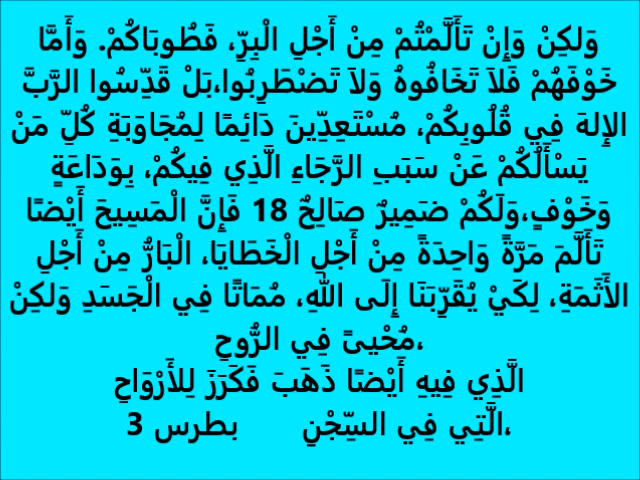 وَلكِنْ وَإِنْ تَأَلَّمْتُمْ مِنْ أَجْلِ الْبِرِّ، فَطُوبَاكُمْ. وَأَمَّا
خَوْفَهُمْ فَلاَ تَخَافُوهُ وَلاَ تَضْطَرِبُوا،بَلْ قَدِّسُوا الرَّبَّ
الإِلهَ فِي قُلُوبِكُمْ، مُسْتَعِدِّينَ دَائِمًا لِمُجَاوَبَةِ كُلِّ مَنْ
يَسْأَلُكُمْ عَنْ سَبَبِ الرَّجَاءِ الَّذِي فِيكُمْ، بِوَدَاعَةٍ
وَخَوْفٍ،وَلَكُمْ ضَمِيرٌ صَالِحٌ 18 فَإِنَّ الْمَسِيحَ أَيْضًا
تَأَلَّمَ مَرَّةً وَاحِدَةً مِنْ أَجْلِ الْخَطَايَا، الْبَارُّ مِنْ أَجْلِ
الأَثَمَةِ، لِكَيْ يُقَرِّبَنَا إِلَى اللهِ، مُمَاتًا فِي الْجَسَدِ وَلكِنْ
مُحْيىً فِي الرُّوحِ،
الَّذِي فِيهِ أَيْضًا ذَهَبَ فَكَرَزَ لِلأَرْوَاحِ
الَّتِي فِي السِّجْنِ، بطرس 3